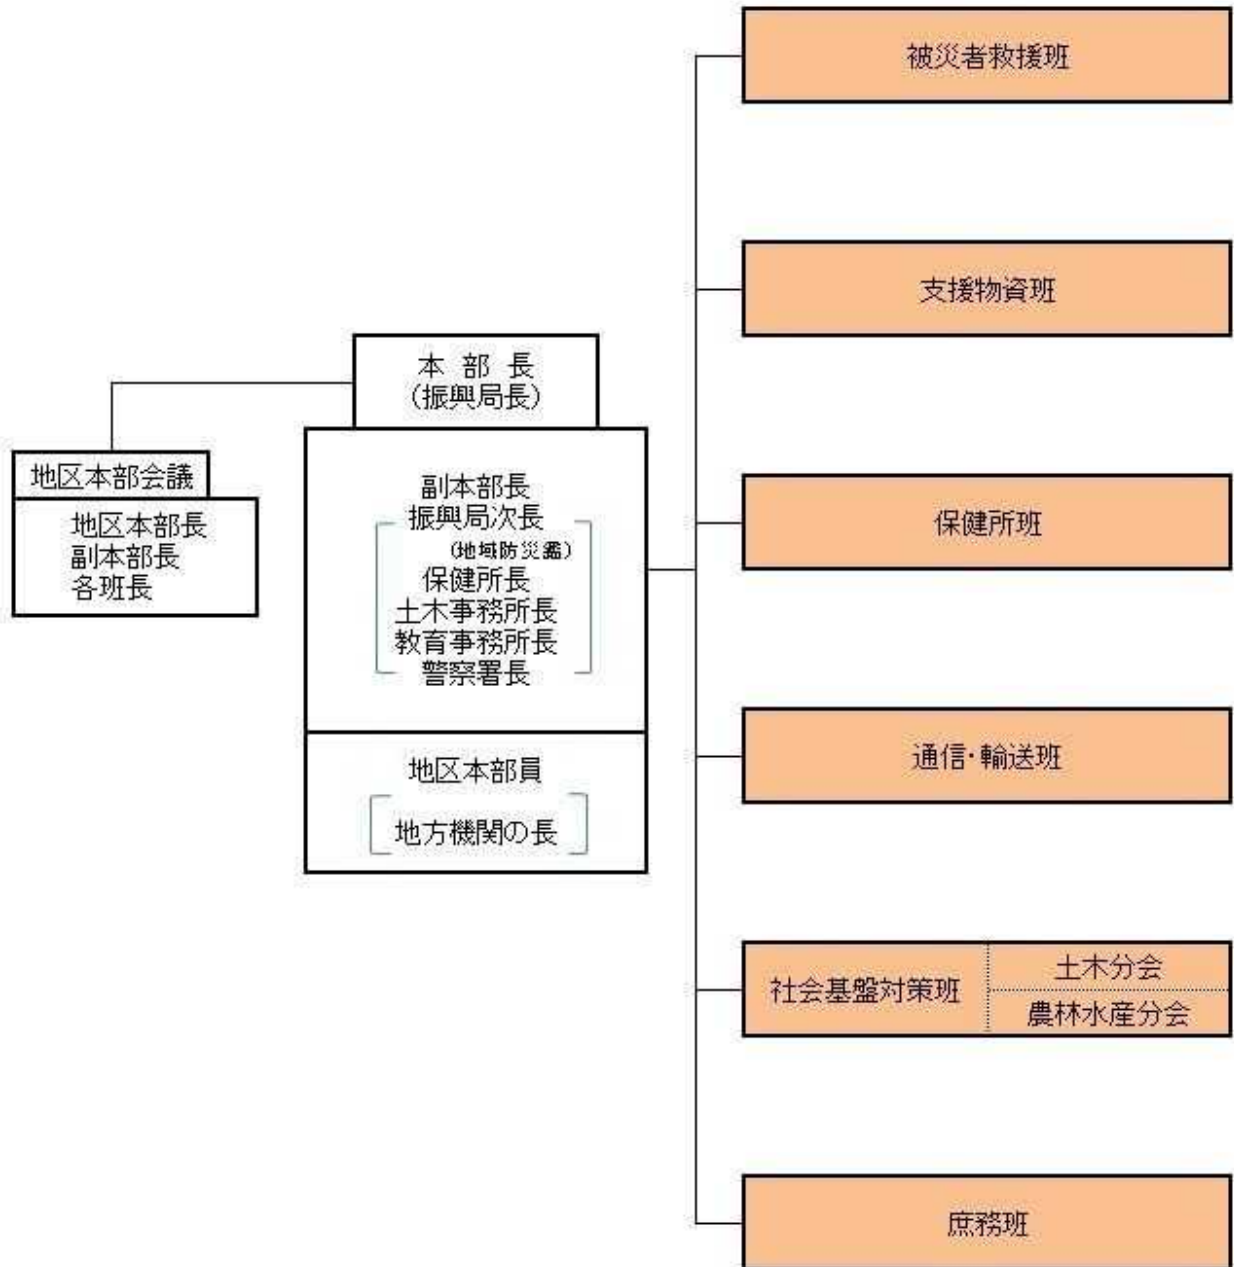 被災者救援班
支援物資班
本部長
(振興局長)
地区本部会議
地区本部長
副本部長
各班長
副本部長
振興局次長
(地域防災監)
保健所長
土木事務所長
教育事務所長
警察署長
地区本部員
地方機関の長
保健所班
通信・輸送班
社会基盤対策班
土木分会
農林水産分会
庶務班